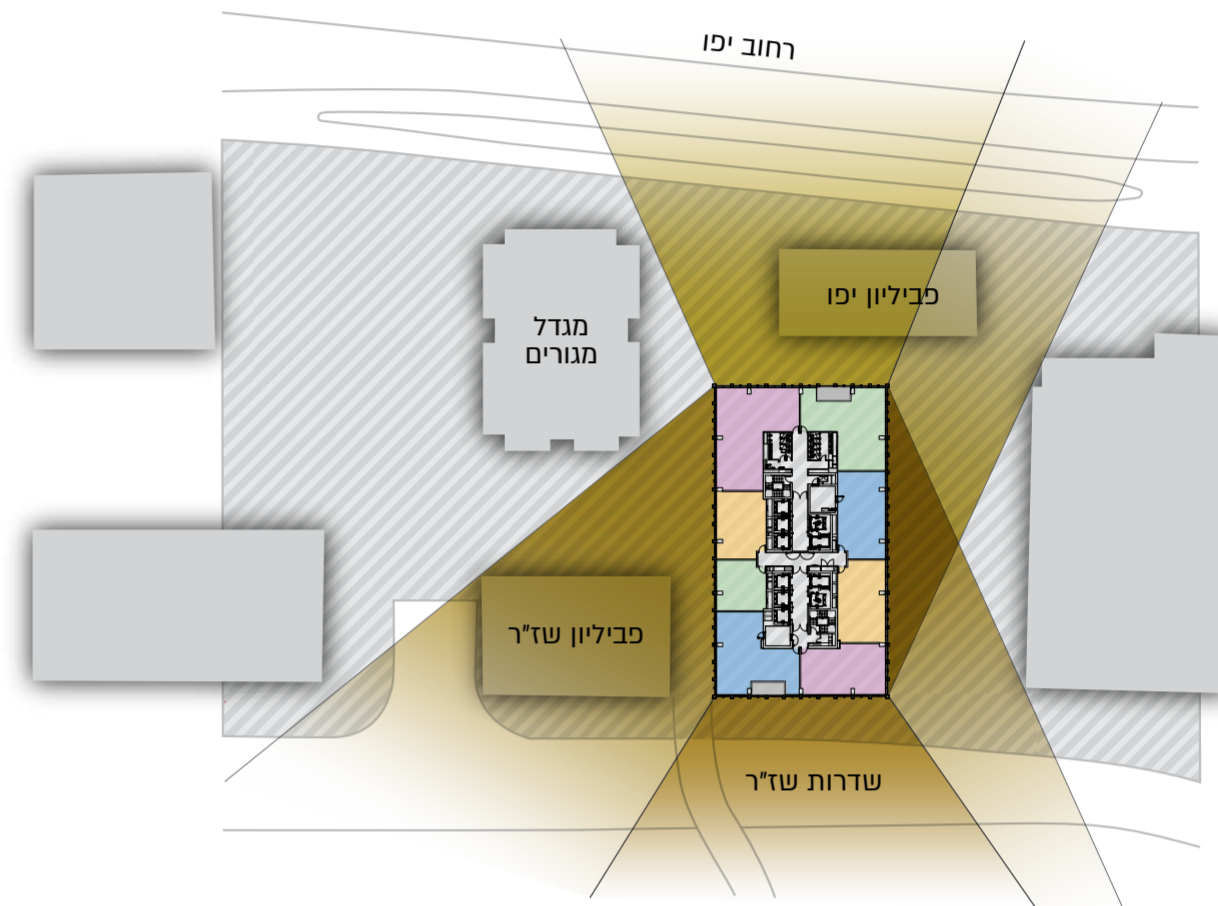 רחוב יפו
פביליון יפו
מגדל
מגורים
פביליון שז"ר
שדרות שז"ר